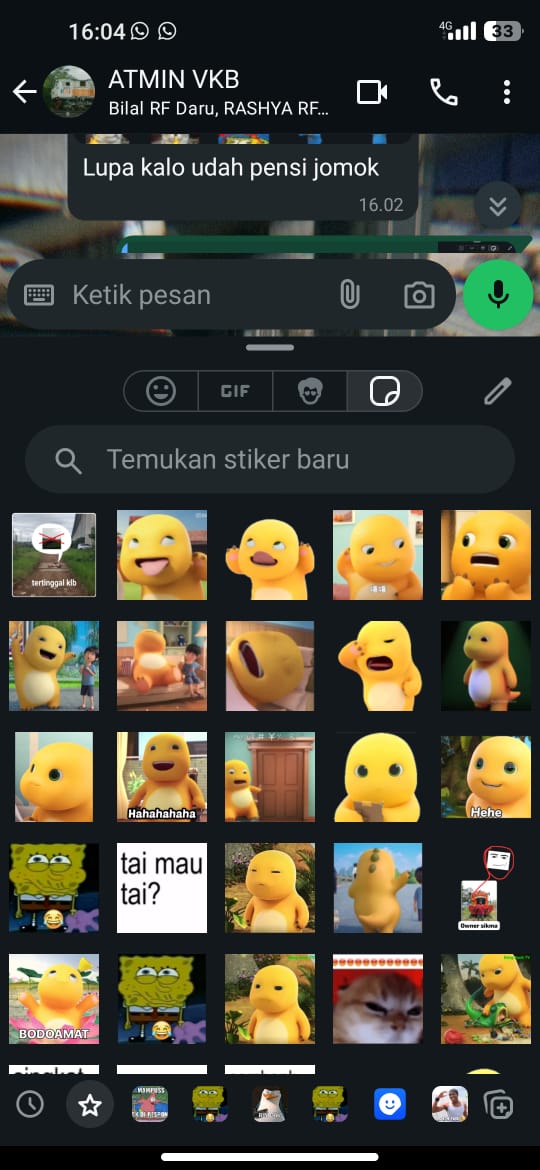 16:04
4G
33
ATMIN VKB
Bilal RF Daru, RASHYA RF...
Lupa kalo udah pensi jomok
16.02
Ketik pesan
GIF
Temukan stiker baru
tertinggal klb
Hahahahaha
Hehe
tai mau
tai?
Owner sikma
BODOAMAT